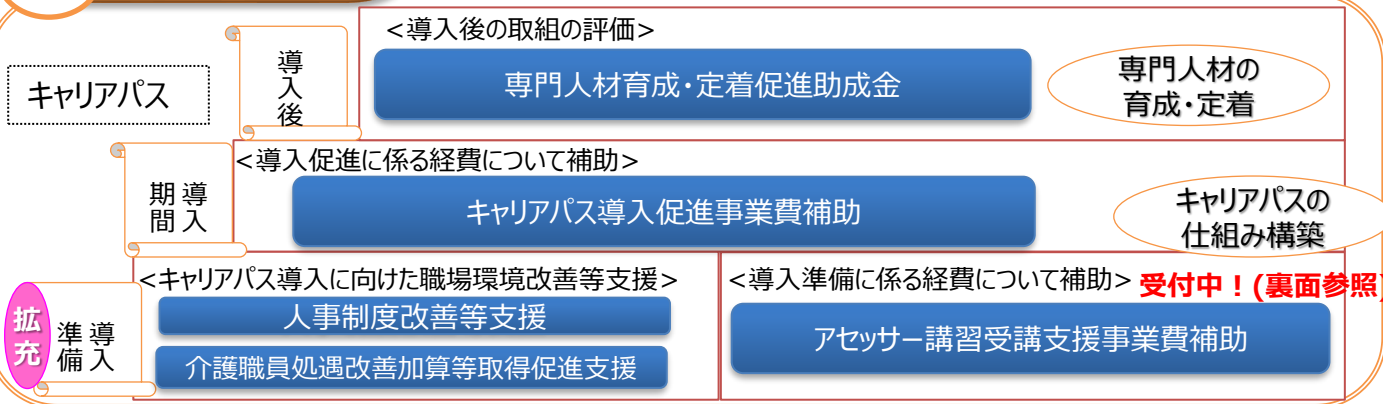 <導入後の取組の評価>
導入後
専門人材育成・定着促進助成金
専門人材の
育成・定着
キャリアパス
<導入促進に係る経費について補助>
導入
期間
キャリアパス導入促進事業費補助
キャリアパスの
仕組み構築
<キャリアパス導入に向けた職場環境改善等支援>
<導入準備に係る経費について補助>
受付中！(裏面参照)
拡充
導入
準備
人事制度改善等支援
介護職員処遇改善加算等取得促進支援
アセッサー講習受講支援事業費補助